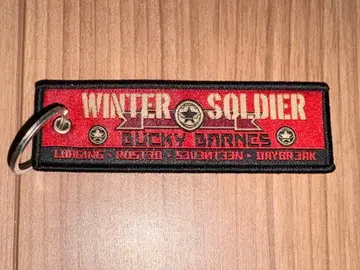 WINTER SOLDIER
BUCKY BARNES
LONGING • RUSTED • SEVENTEEN • DAYBREAK